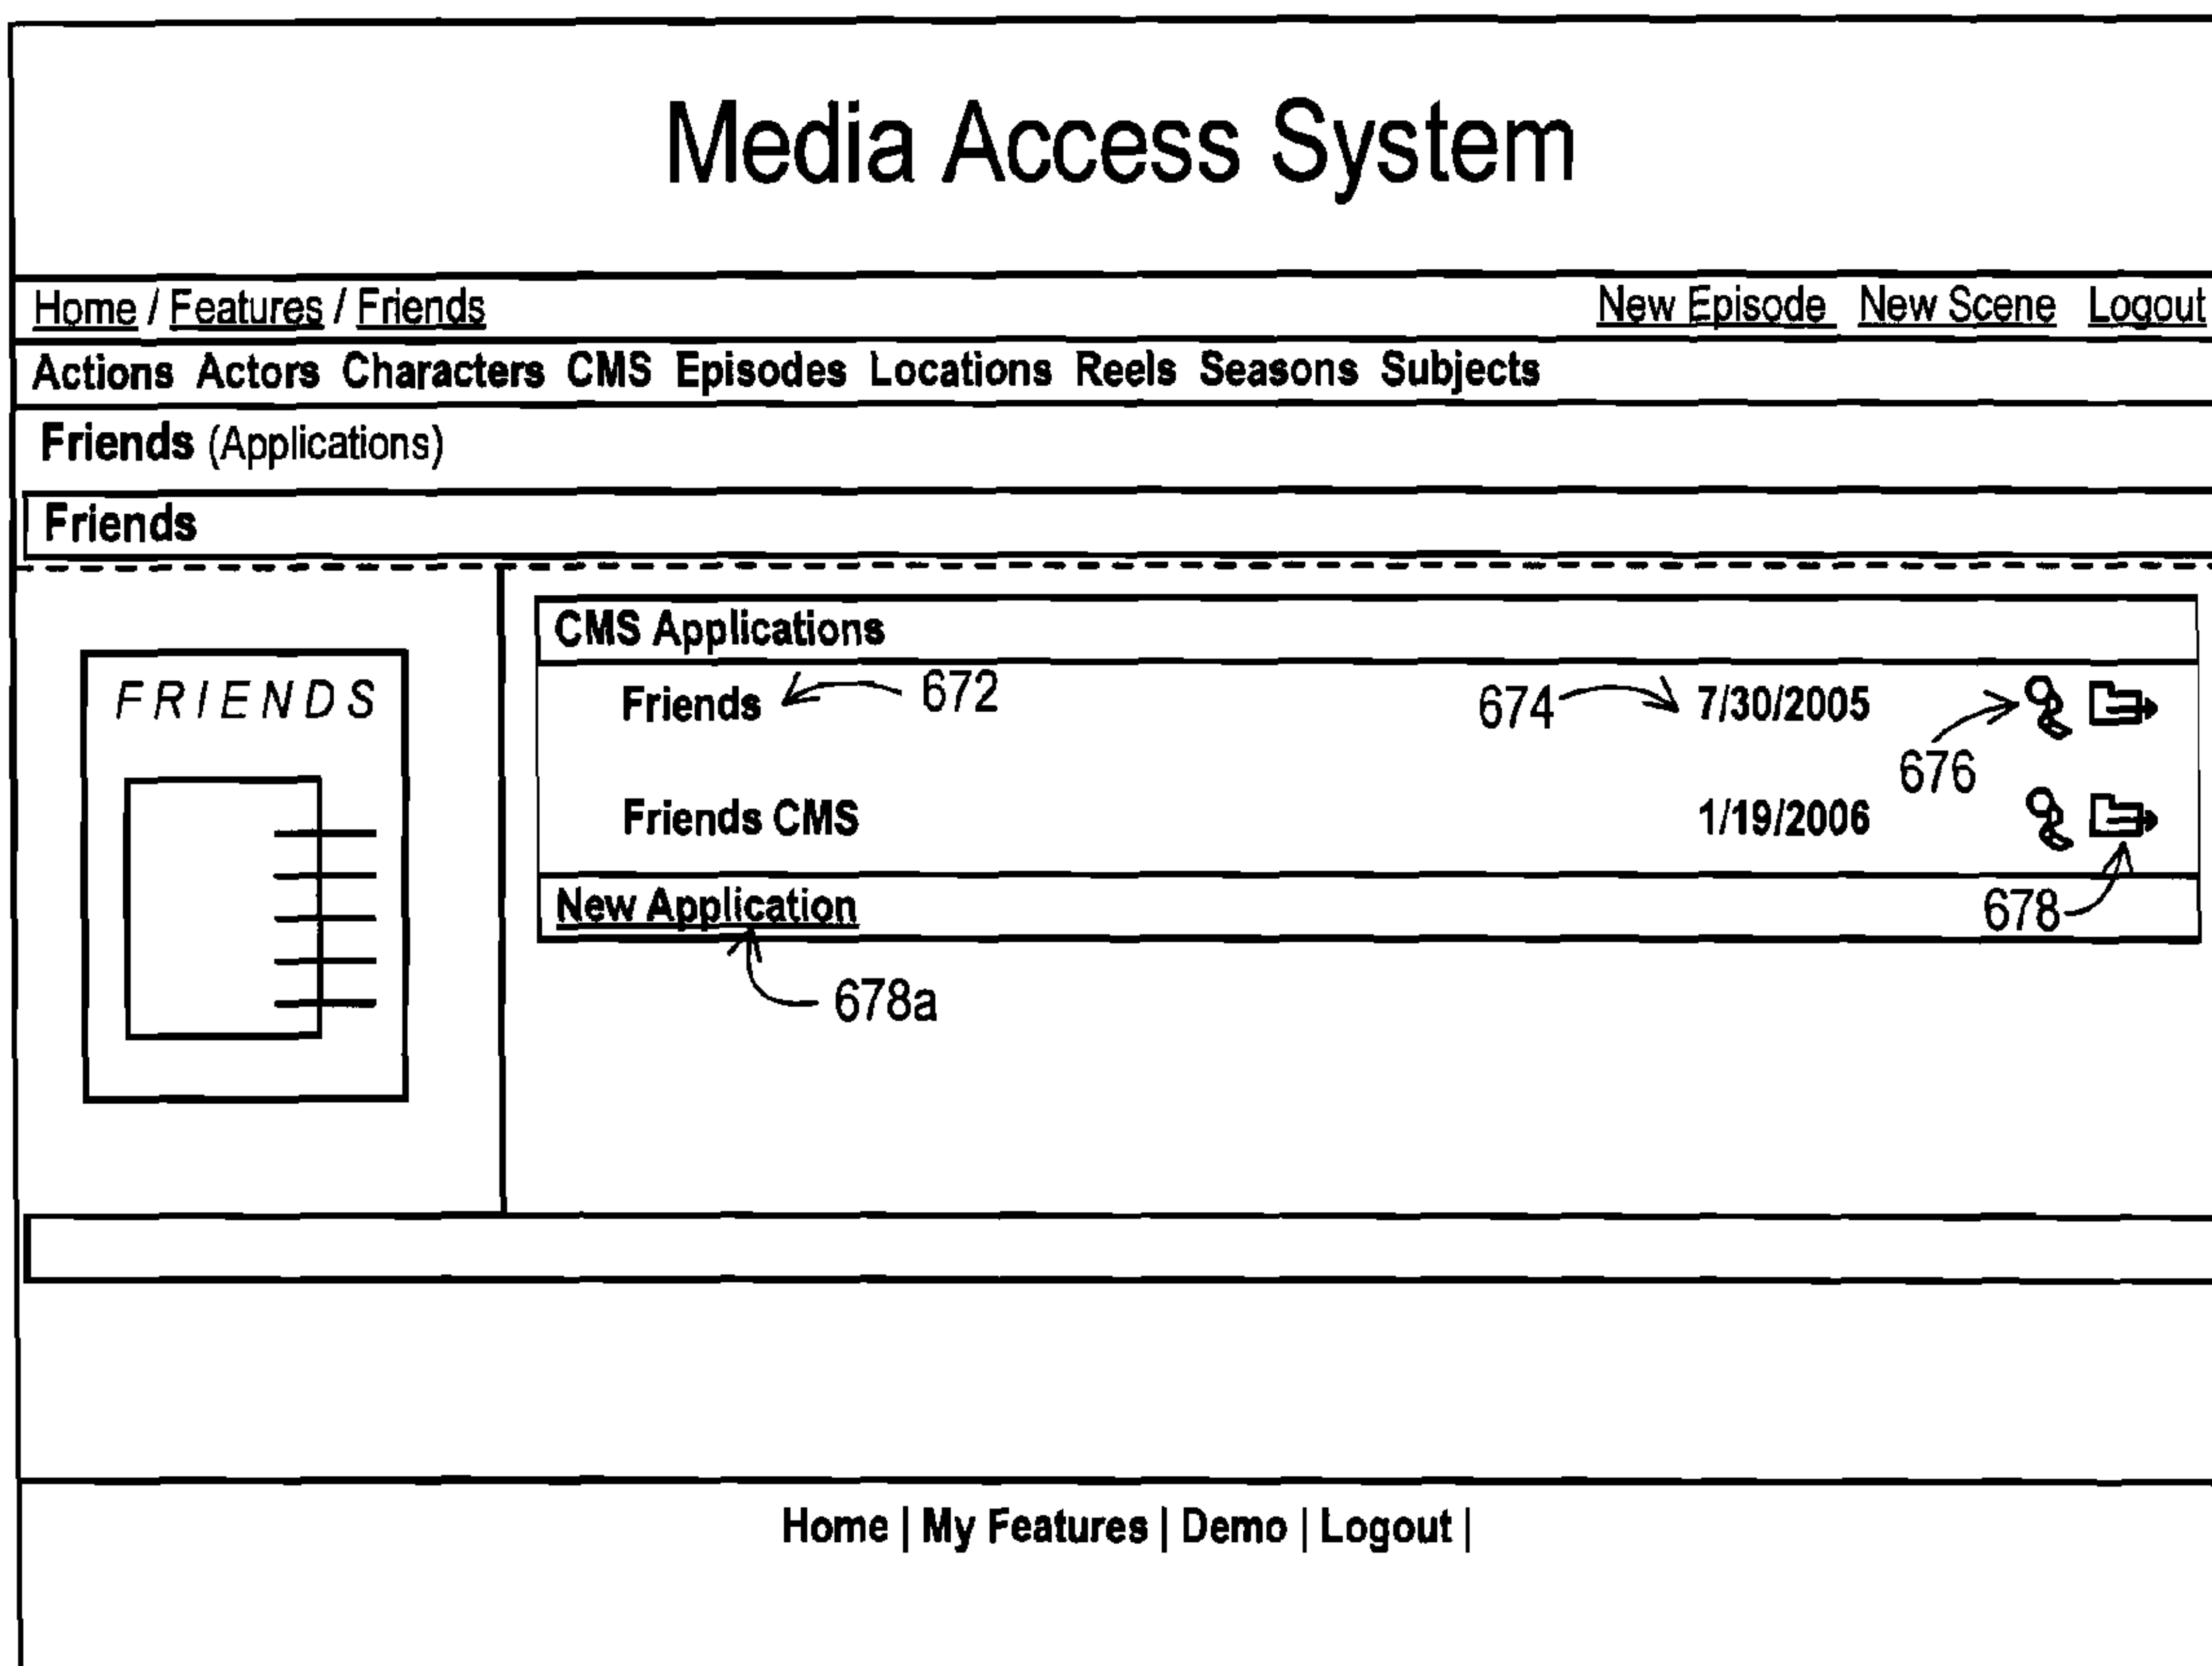 Media Access System
Home / Features / Friends New Episode New Scene Logout
Actions Actors Characters CMS Episodes Locations Reels Seasons Subjects
Friends (Applications)
Friends
CMS Applications
FRIENDS
Friends 672 674 7/30/2005
676
Friends CMS 1/19/2006
New Application 678
678a
Home | My Features | Demo | Logout |